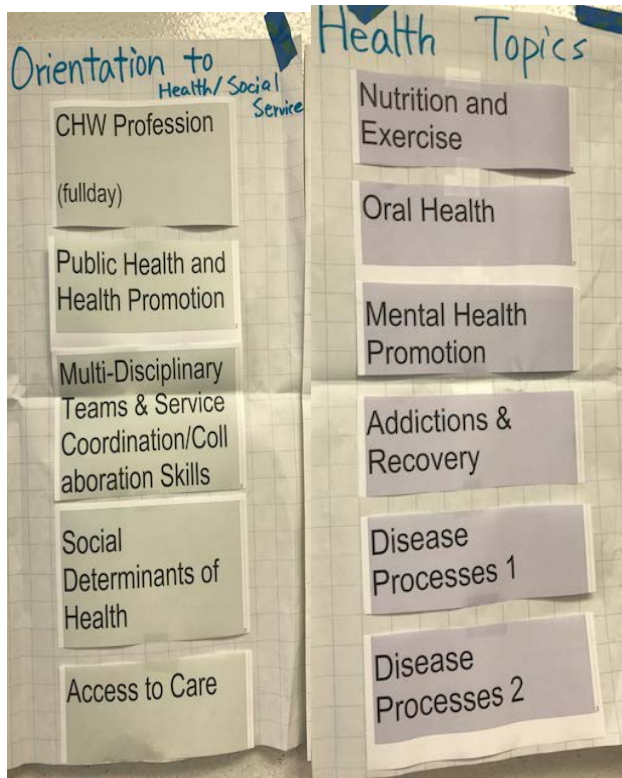 Orientation to
Health/Social
Service
CHW Profession
(fullday)
Public Health and
Health Promotion
Multi-Disciplinary
Teams & Service
Coordination/Coll
aboration Skills
Social
Determinants of
Health
Access to Care
Health Topics
Nutrition and
Exercise
Oral Health
Mental Health
Promotion
Addictions &
Recovery
Disease
Processes 1
Disease
Processes 2